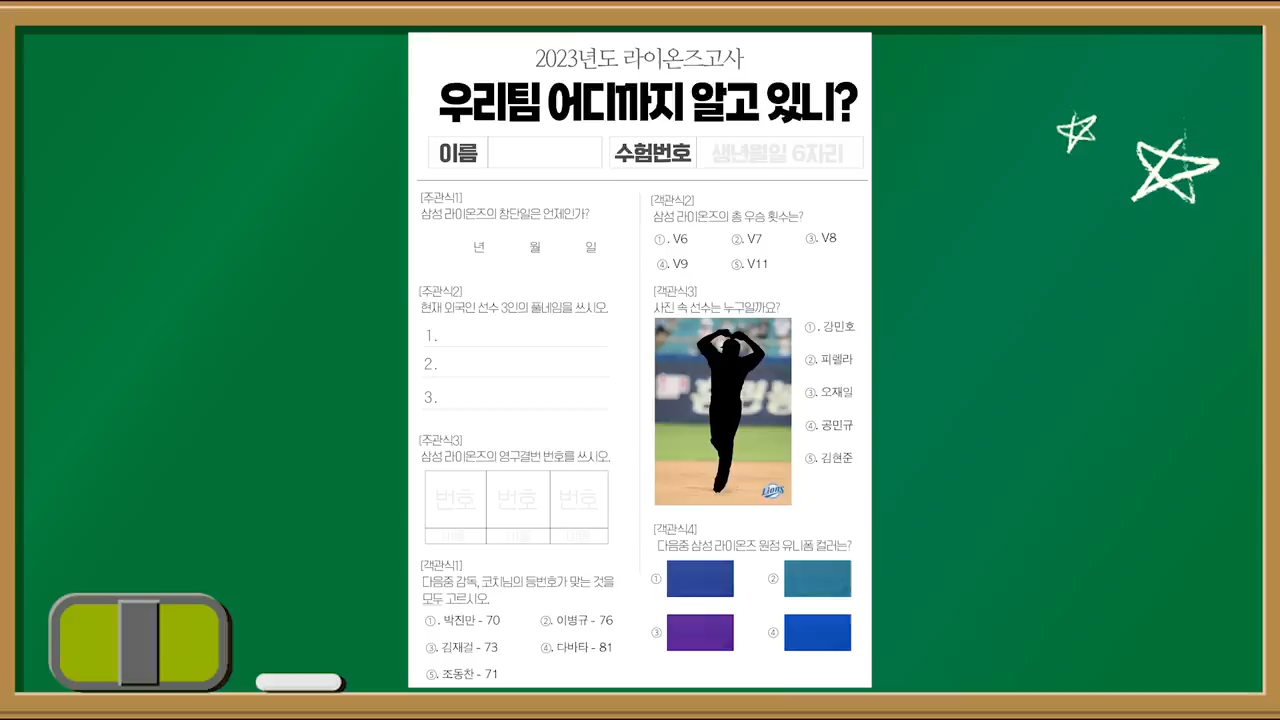 2023년도 라이온즈고사
우리팀 어디까지 알고 있니?
이름
수험번호 생년월일 6자리
[주관식1]
삼성 라이온즈의 창단일은 언제인가?
년 월 일
[주관식2]
현재 외국인 선수 3인의 풀네임을 쓰시오.
1.
2.
3.
[주관식3]
삼성 라이온즈의 영구결번 번호를 쓰시오.
번호 번호 번호
이름 이름 이름
[객관식1]
다음중 감독, 코치님의 등번호가 맞는 것을
모두 고르시오.
①. 박진만 - 70 ②. 이병규 - 76
③. 김재걸 - 73 ④. 다바타 - 81
⑤. 조동찬 - 71
[객관식2]
삼성 라이온즈의 총 우승 횟수는?
①. V6 ②. V7 ③. V8
④. V9 ⑤. V11
[객관식3]
사진 속 선수는 누구일까요?
①. 강민호
②. 피렐라
③. 오재일
④. 공민규
⑤. 김현준
Lions
[객관식4]
다음중 삼성 라이온즈 원정 유니폼 컬러는?
① ②
③ ④